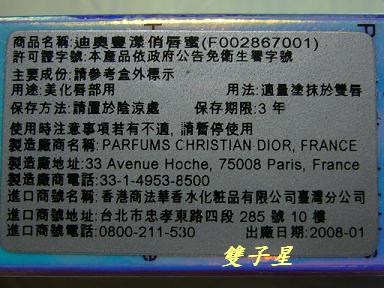 商品名稱:迪奧豐漾俏唇蜜(F002867001)
許可證字號:本產品依政府公告免衛生署字號
主要成份:請參考盒外標示
用途:美化唇部用 用法:適量塗抹於雙唇
保存方法:請置於陰涼處 保存期限:3 年
使用時注意事項若有不適,請暫停使用
製造廠商名稱:PARFUMS CHRISTIAN DIOR, FRANCE
製造廠商地址:33 Avenue Hoche, 75008 Paris, France
製造廠商電話:33-1-4953-8500
進口商號名稱:香港商法華香水化粧品有限公司臺灣分公司
進口商號地址:台北市忠孝東路四段 285 號 10 樓
進口商號電話:0800-211-530 出廠日期:2008-01
雙子星